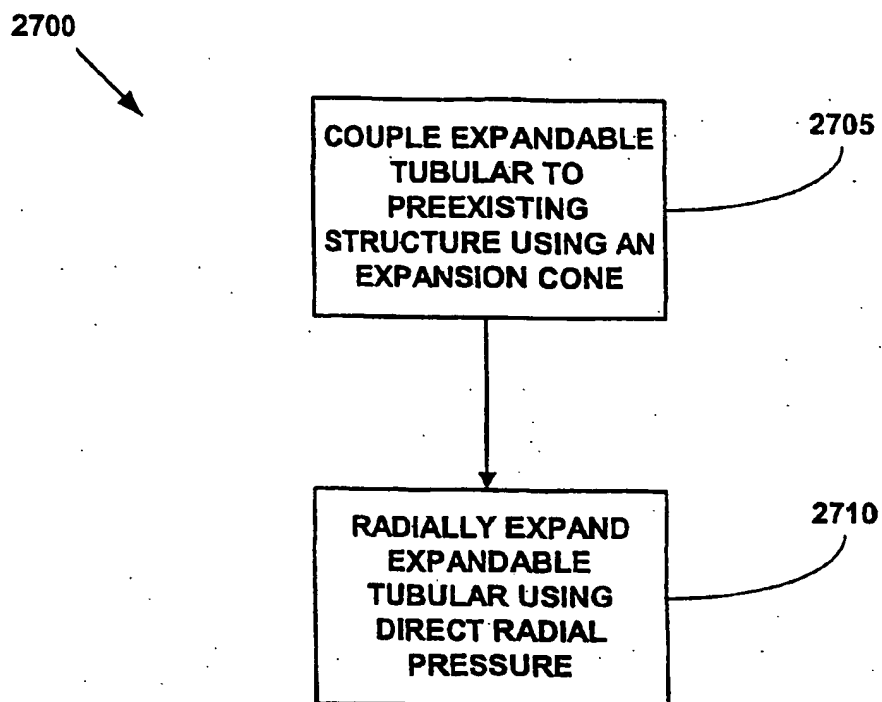 2700
COUPLE EXPANDABLE
TUBULAR TO
PREEXISTING
STRUCTURE USING AN
EXPANSION CONE
2705
RADIALLY EXPAND
EXPANDABLE
TUBULAR USING
DIRECT RADIAL
PRESSURE
2710